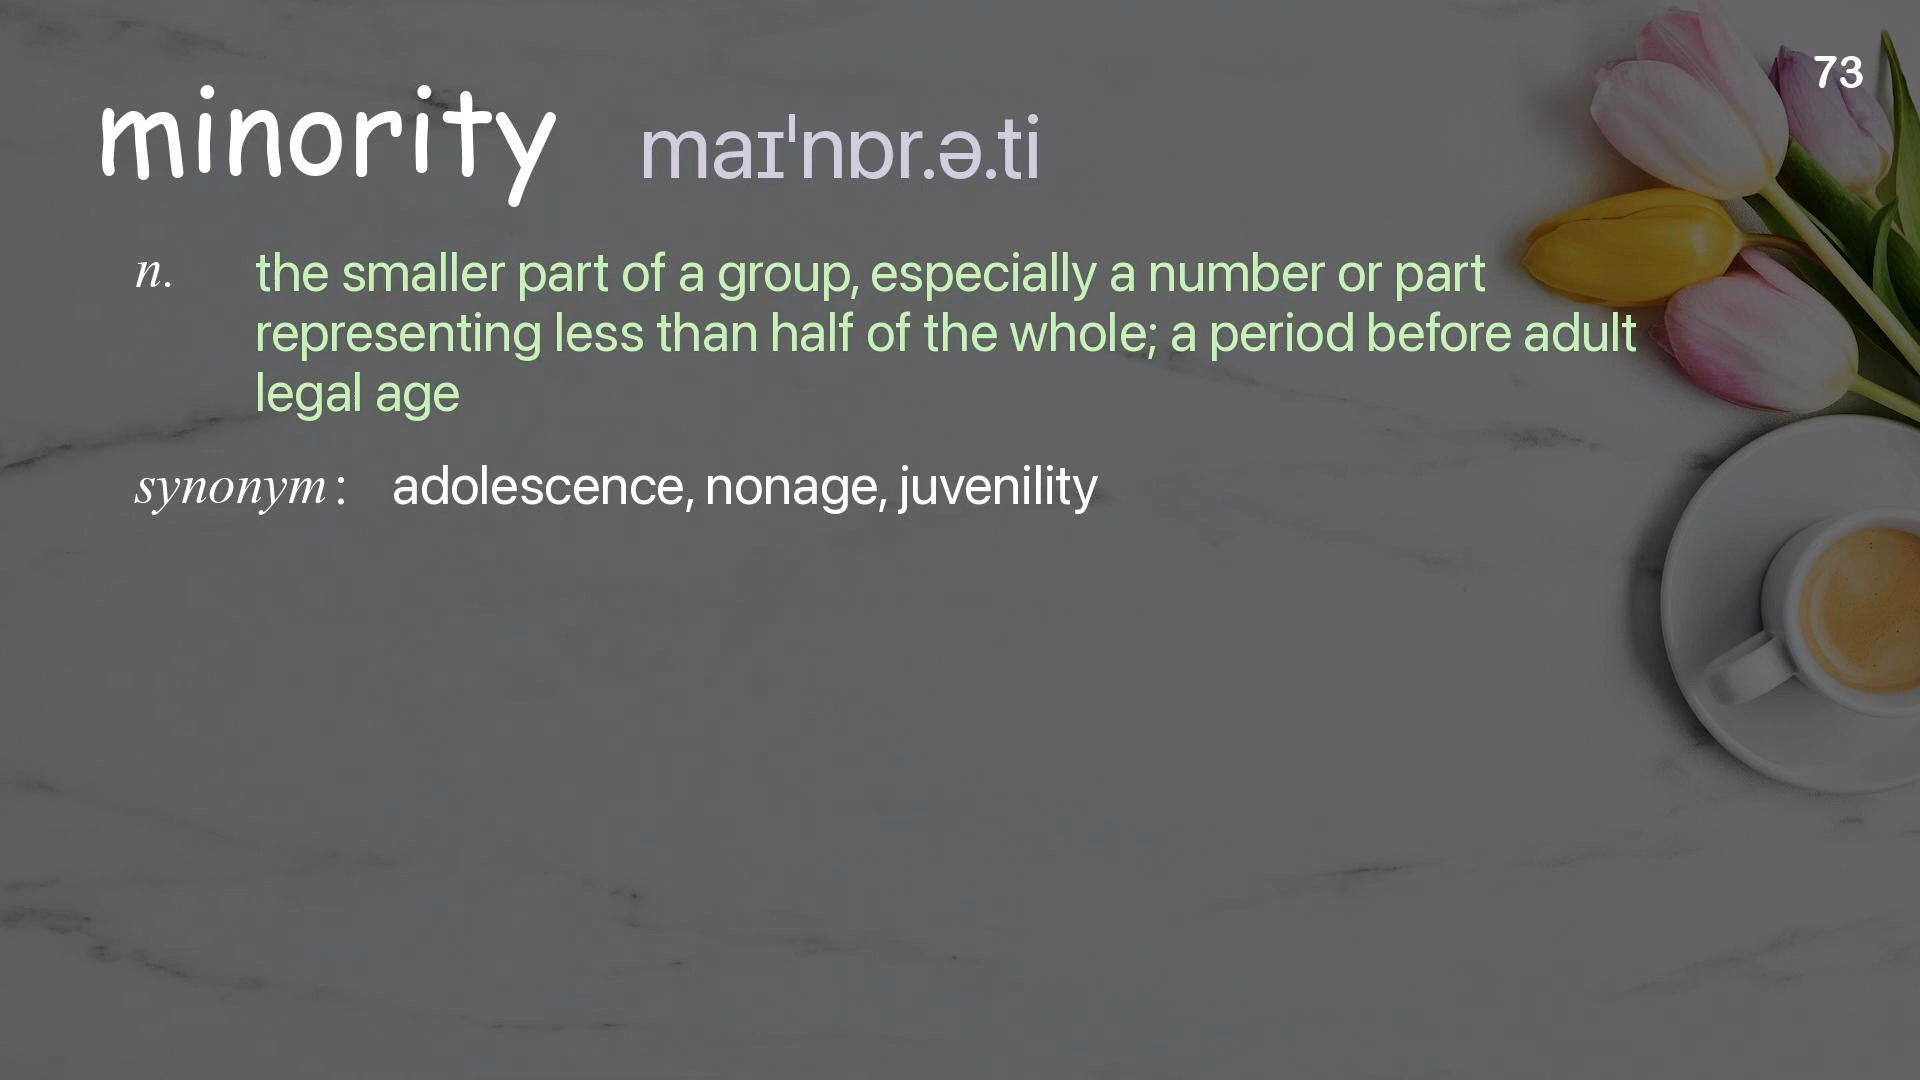 73
minority maɪˈnɒr.ə.ti
n. the smaller part of a group, especially a number or part
representing less than half of the whole; a period before adult
legal age
synonym : adolescence, nonage, juvenility